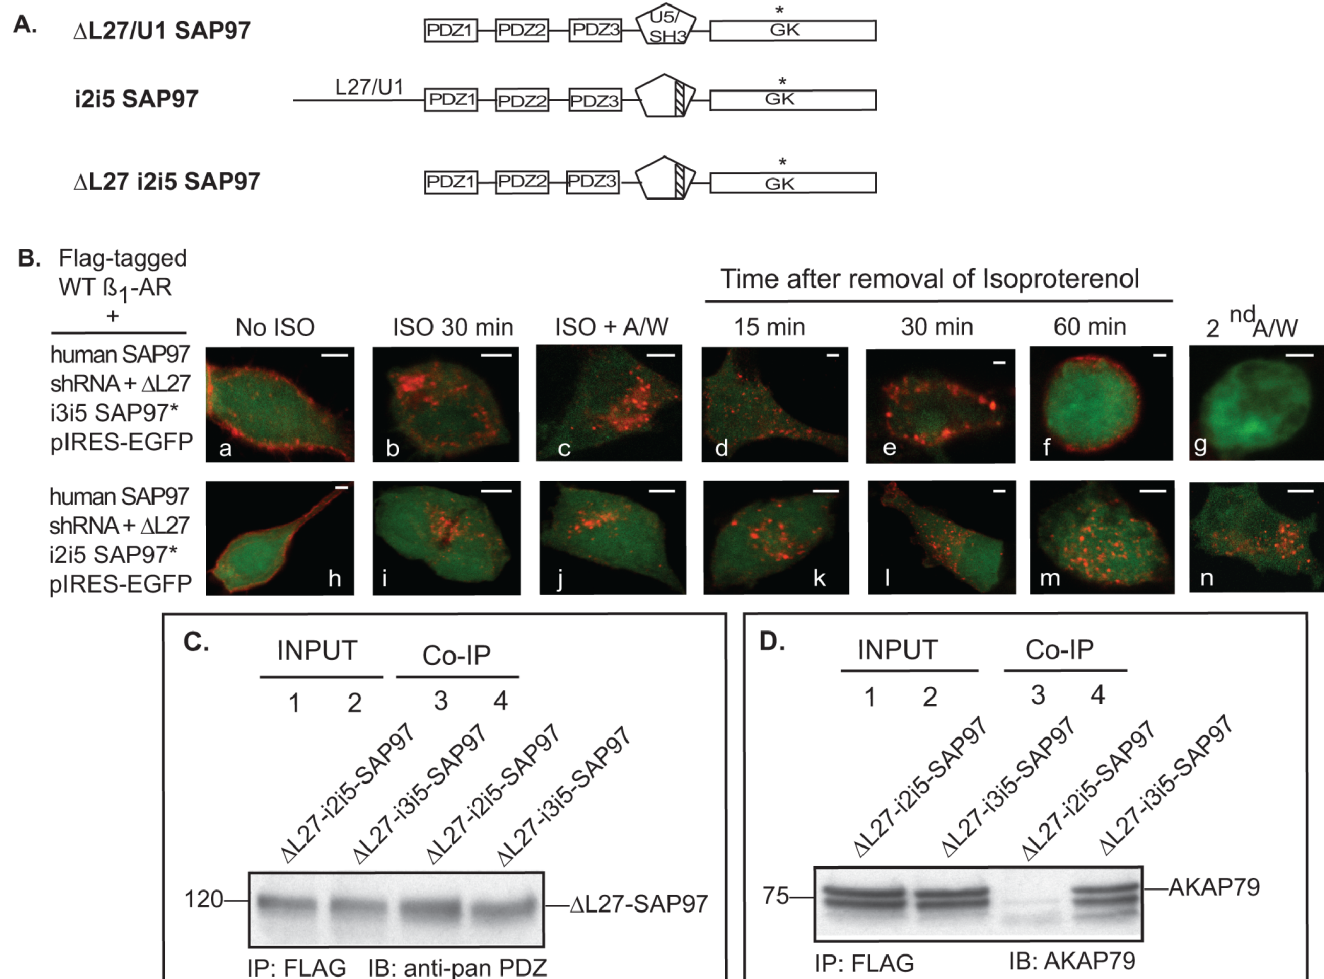 A.
ΔL27/U1 SAP97
PDZ1 PDZ2 PDZ3 U5/ SH3 * GK
i2i5 SAP97
L27/U1 PDZ1 PDZ2 PDZ3 * GK
ΔL27 i2i5 SAP97
PDZ1 PDZ2 PDZ3 * GK
B.
Flag-tagged
WT ß1-AR
+
Time after removal of Isoproterenol
No ISO ISO 30 min ISO + A/W 15 min 30 min 60 min 2 nd A/W
human SAP97
shRNA + ΔL27
i3i5 SAP97*
pIRES-EGFP
a b c d e f g
human SAP97
shRNA + ΔL27
i2i5 SAP97*
pIRES-EGFP
h i j k l m n
C.
INPUT Co-IP
1 2 3 4
ΔL27-i2i5-SAP97
ΔL27-i3i5-SAP97
ΔL27-i2i5-SAP97
ΔL27-i3i5-SAP97
120
ΔL27-SAP97
IP: FLAG IB: anti-pan PDZ
D.
INPUT Co-IP
1 2 3 4
ΔL27-i2i5-SAP97
ΔL27-i3i5-SAP97
ΔL27-i2i5-SAP97
ΔL27-i3i5-SAP97
75
AKAP79
IP: FLAG IB: AKAP79